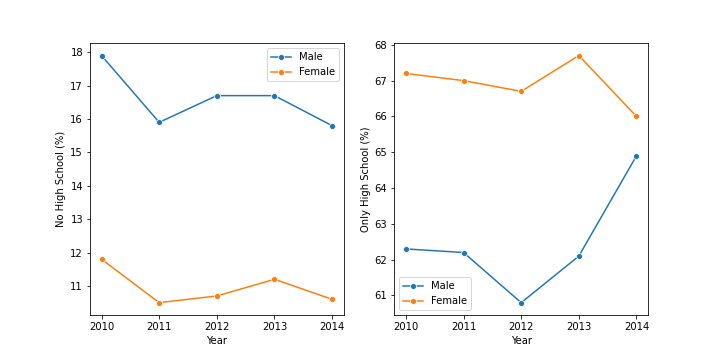 No High School (%)
18
17
16
15
14
13
12
11
2010 2011 2012 2013 2014
Year
Male
Female
Only High School (%)
68
67
66
65
64
63
62
61
2010 2011 2012 2013 2014
Year
Male
Female